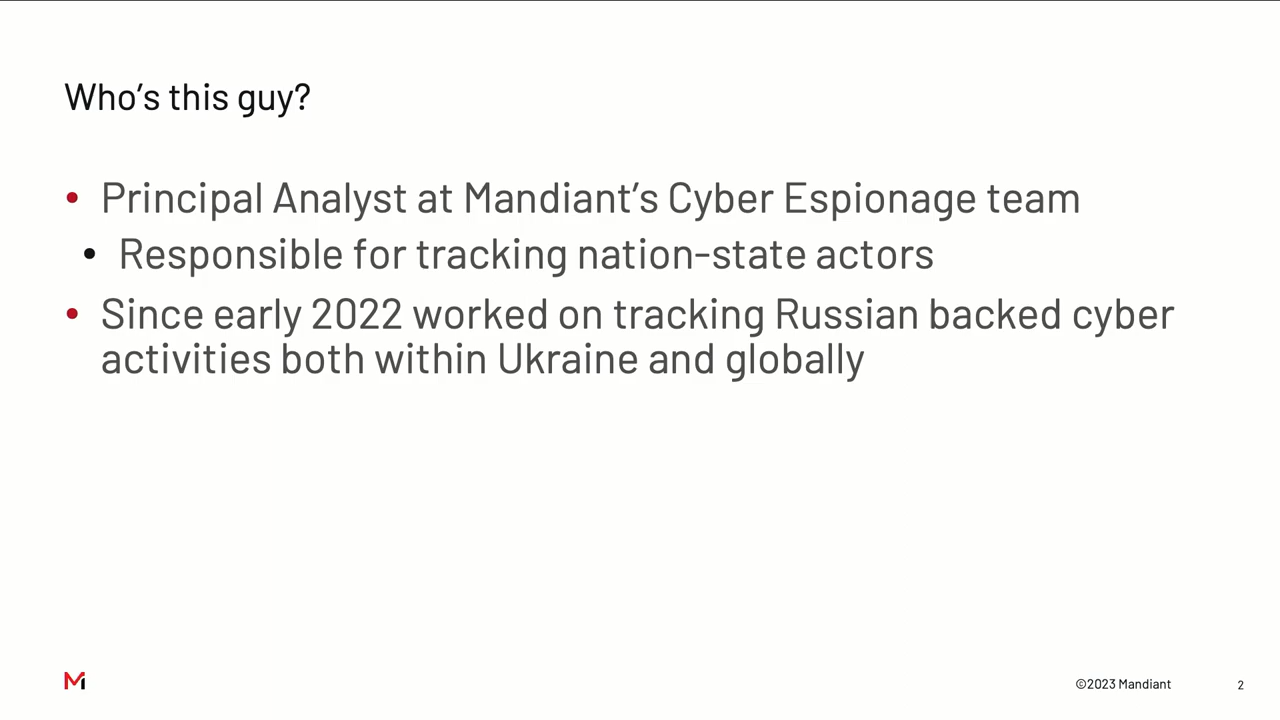 Who's this guy?
• Principal Analyst at Mandiant's Cyber Espionage team
• Responsible for tracking nation-state actors
• Since early 2022 worked on tracking Russian backed cyber
activities both within Ukraine and globally
M
©2023 Mandiant
2